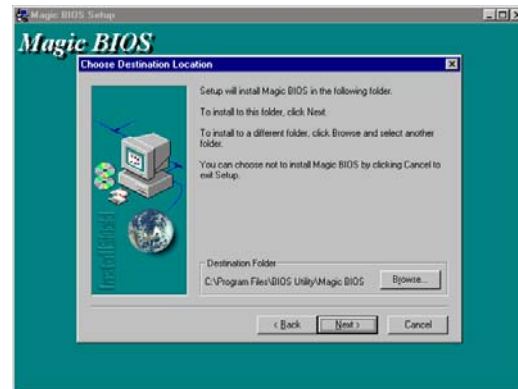 Magic BIOS Setup
Magic BIOS
Choose Destination Location
Setup will install Magic BIOS in the following folder.
To install to this folder, click Next.
To install to a different folder, click Browse and select another
folder.
You can choose not to install Magic BIOS by clicking Cancel to
exit Setup.
InstallShield
Destination Folder
C:\Program Files\BIOS Utility\Magic BIOS
Browse...
< Back
Next >
Cancel